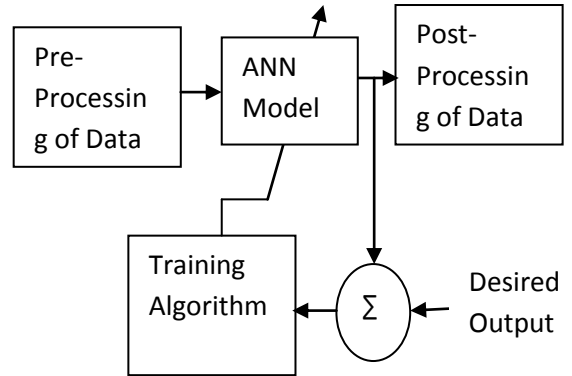 Pre-
Processin
g of Data
ANN
Model
Post-
Processin
g of Data
Training
Algorithm
Σ
Desired
Output